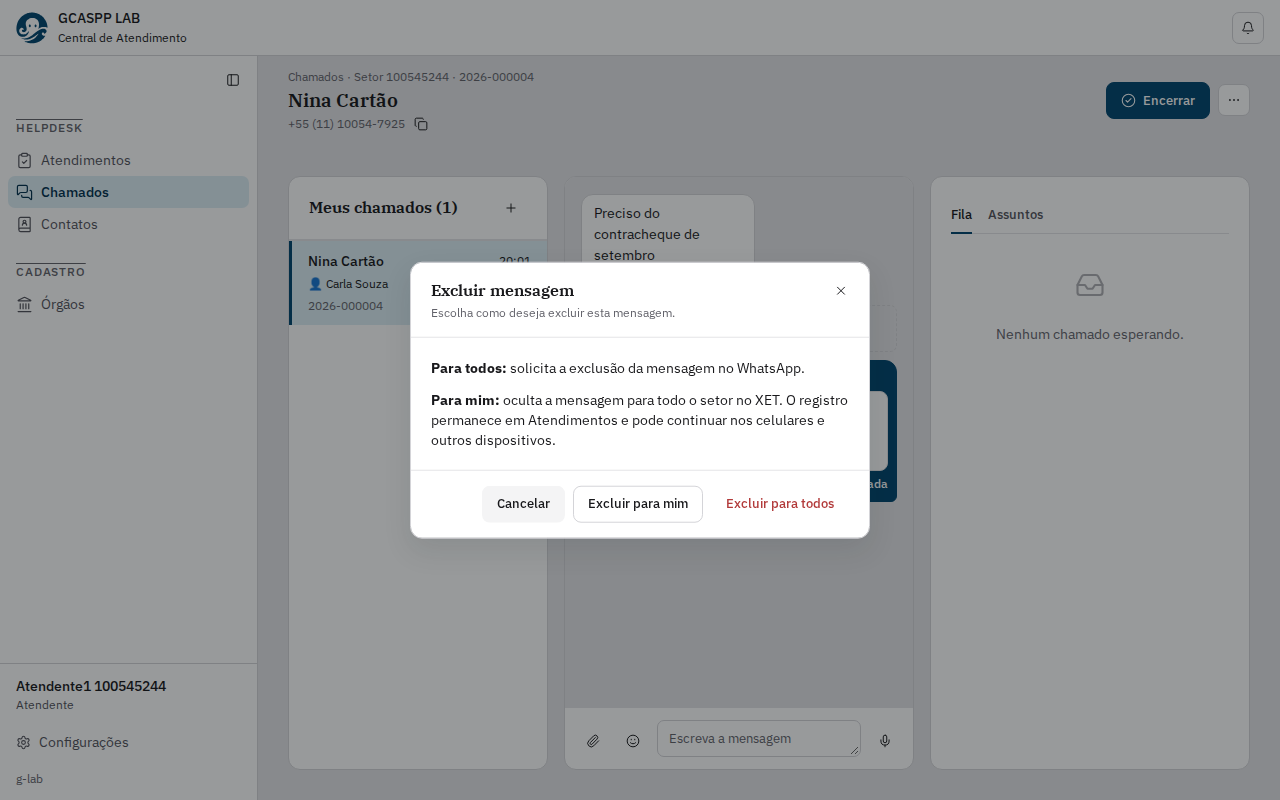 GCASPP LAB
Central de Atendimento
HELPDESK
Atendimentos
Chamados
Contatos
CADASTRO
Órgãos
Atendente1 100545244
Atendente
Configurações
g-lab
Chamados · Setor 100545244 · 2026-000004
Nina Cartão
+55 (11) 10054-7925
Encerrar
Meus chamados (1)
Nina Cartão
20:01
Carla Souza
2026-000004
Preciso do
contracheque de
setembro
Excluir mensagem
Escolha como deseja excluir esta mensagem.
Para todos: solicita a exclusão da mensagem no WhatsApp.
Para mim: oculta a mensagem para todo o setor no XET. O registro
permanece em Atendimentos e pode continuar nos celulares e
outros dispositivos.
Cancelar
Excluir para mim
Excluir para todos
Escreva a mensagem
Fila
Assuntos
Nenhum chamado esperando.